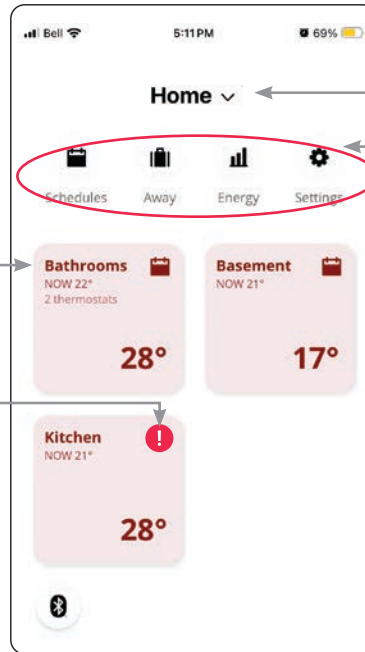 Bell 5:11 PM 69%
Home
Schedules Away Energy Settings
Bathrooms
NOW 22°
2 thermostats
28°
Basement
NOW 21°
17°
Kitchen
!
NOW 21°
28°